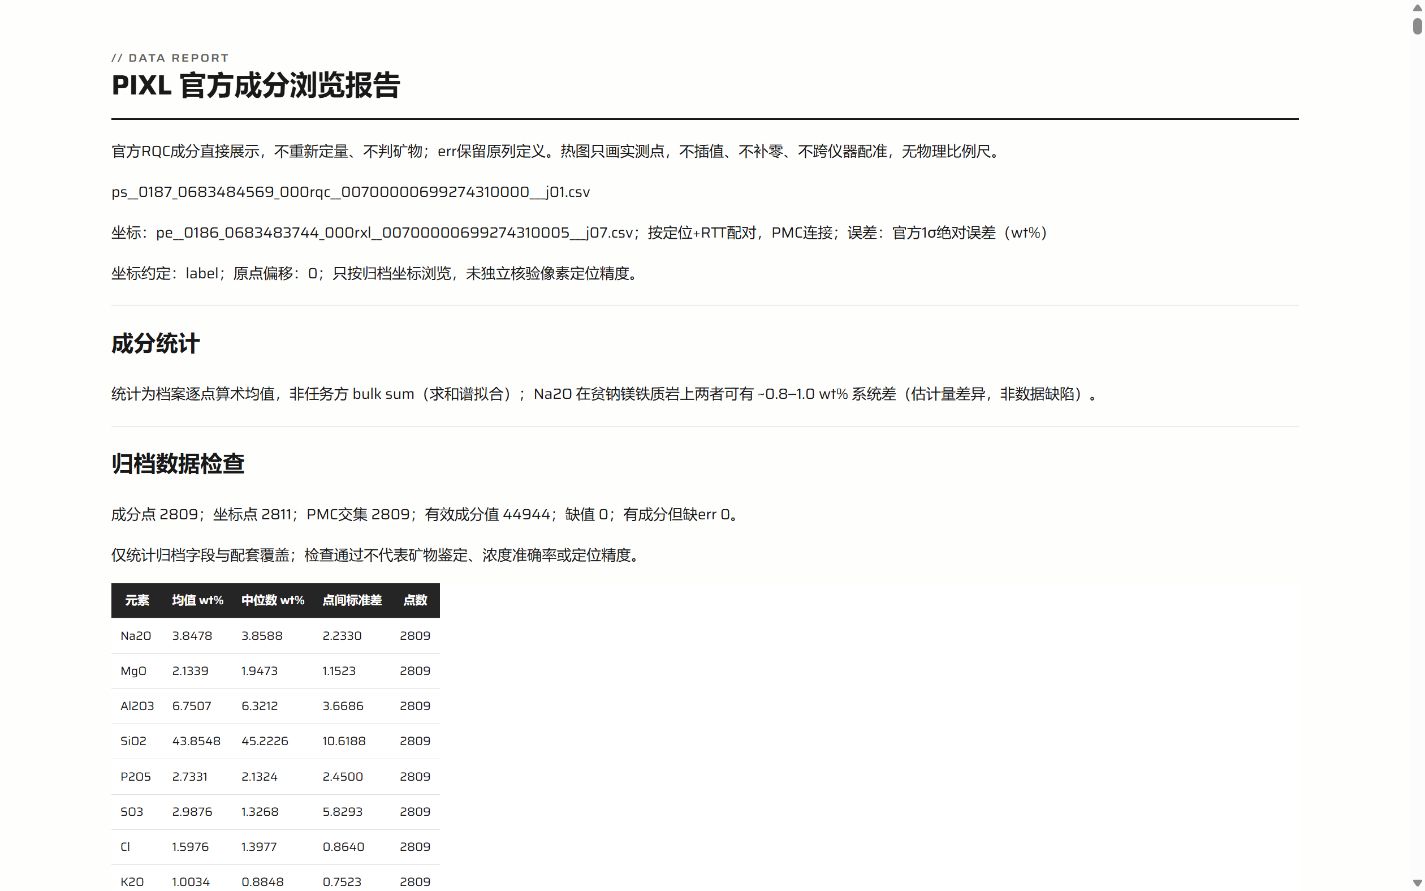 // DATA REPORT
PIXL 官方成分浏览报告
官方RQC成分直接展示，不重新定量、不判矿物；err保留原列定义。热图只画实测点，不插值、不补零、不跨仪器配准，无物理比例尺。
ps__0187_0683484569_000rqc__00700000699274310000___j01.csv
坐标：pe__0186_0683483744_000rxl__00700000699274310005___j07.csv；按定位+RTT配对，PMC连接；误差：官方1σ绝对误差（wt%）
坐标约定：label；原点偏移：0；只按归档坐标浏览，未独立核验像素定位精度。
成分统计
统计为档案逐点算术均值，非任务方 bulk sum（求和谱拟合）；Na2O 在贫钠镁铁质岩上两者可有 ~0.8–1.0 wt% 系统差（估计量差异，非数据缺陷）。
归档数据检查
成分点 2809；坐标点 2811；PMC交集 2809；有效成分值 44944；缺值 0；有成分但缺err 0。
仅统计归档字段与配套覆盖；检查通过不代表矿物鉴定、浓度准确率或定位精度。
元素 均值 wt% 中位数 wt% 点间标准差 点数
Na2O 3.8478 3.8588 2.2330 2809
MgO 2.1339 1.9473 1.1523 2809
Al2O3 6.7507 6.3212 3.6686 2809
SiO2 43.8548 45.2226 10.6188 2809
P2O5 2.7331 2.1324 2.4500 2809
SO3 2.9876 1.3268 5.8293 2809
Cl 1.5976 1.3977 0.8640 2809
K2O 1.0034 0.8848 0.7523 2809